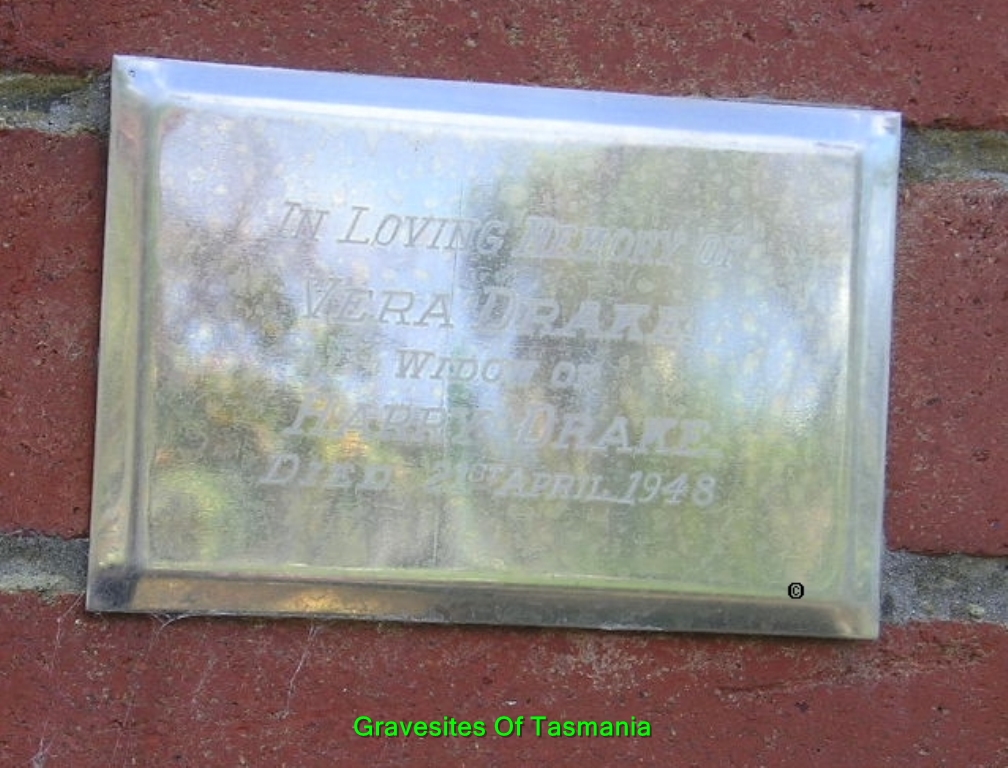 IN LOVING MEMORY OF
VERA DRAKE
WIDOW OF
HARRY DRAKE
DIED 21ST APRIL 1948
©
Gravesites Of Tasmania